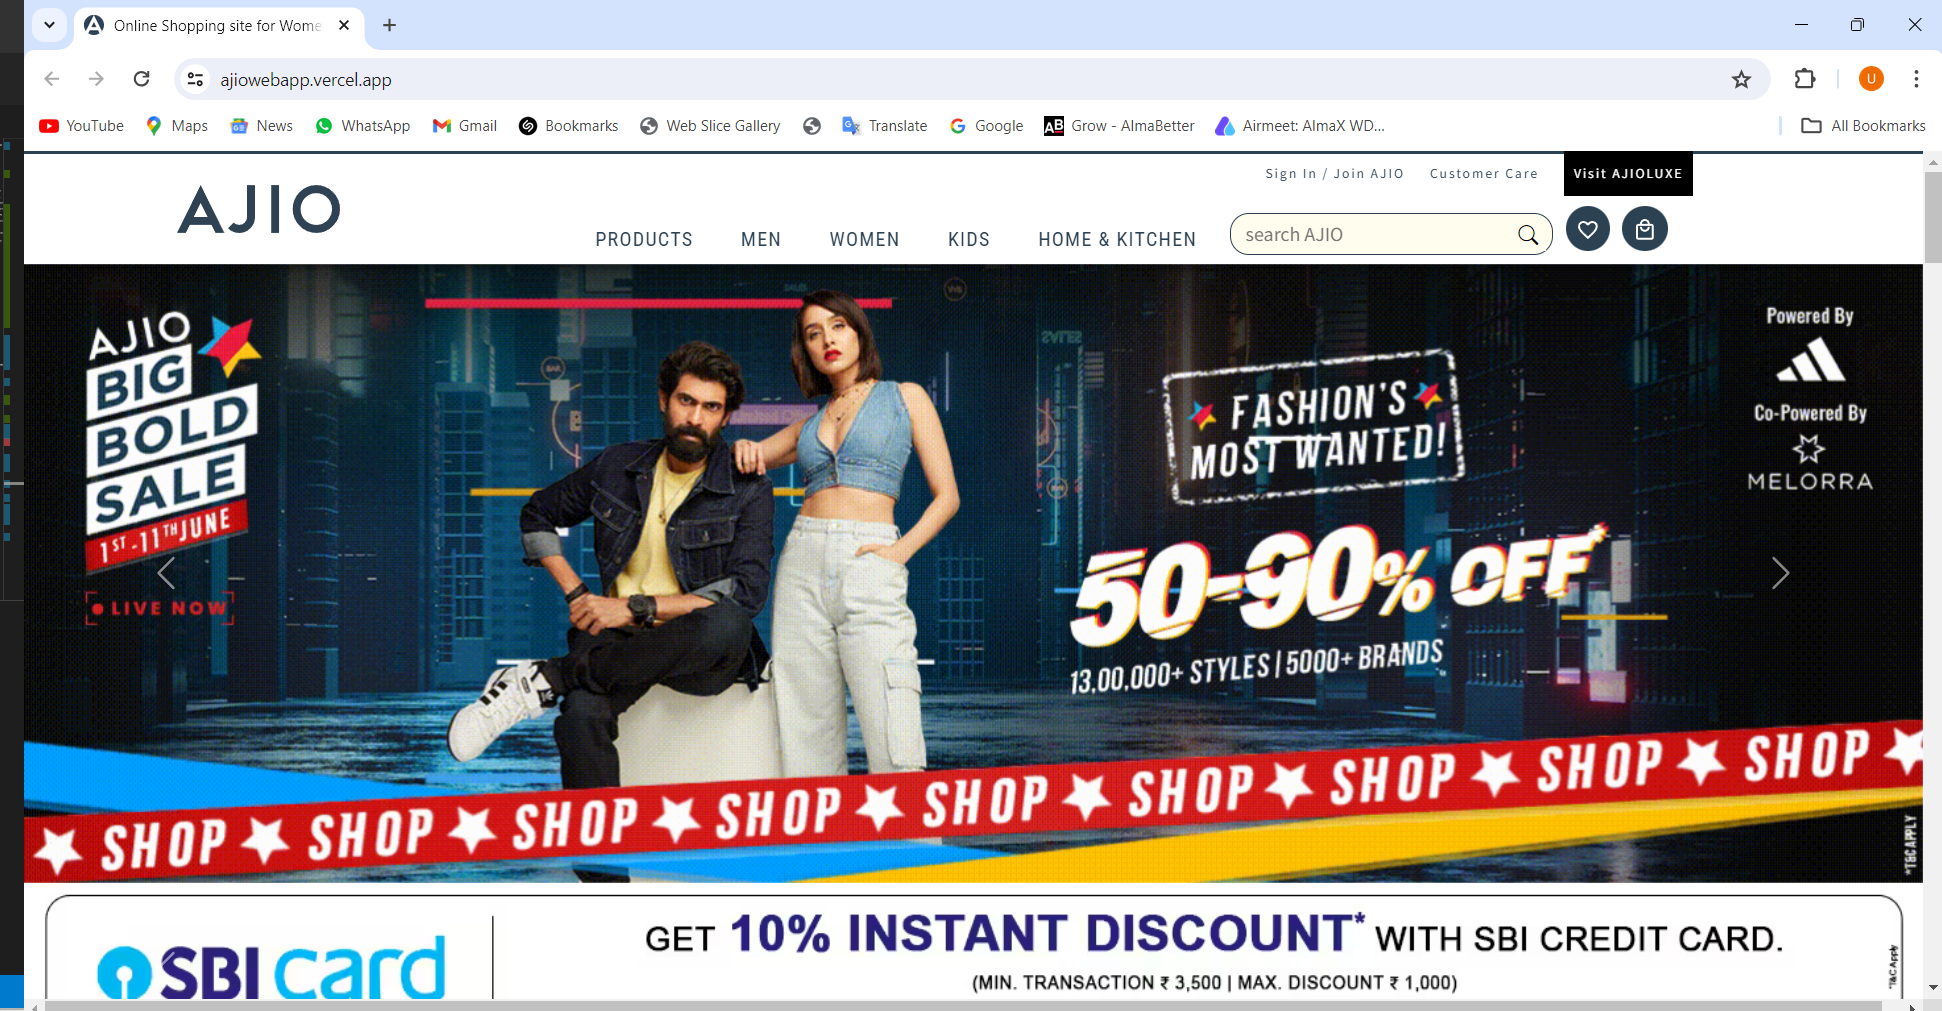 Online Shopping site for Wome
ajiowebapp.vercel.app
U
YouTube
Maps
News
WhatsApp
Gmail
Bookmarks
Web Slice Gallery
Translate
Google
AB Grow - AlmaBetter
Airmeet: AlmaX WD...
All Bookmarks
Sign In / Join AJIO
Customer Care
Visit AJIOLUXE
AJIO
PRODUCTS
MEN
WOMEN
KIDS
HOME & KITCHEN
search AJIO
AJIO
BIG
BOLD
SALE
1ST-11TH JUNE
LIVE NOW
FASHION'S
MOST WANTED!
50-90% OFF
13,00,000+ STYLES | 5000+ BRANDS
Powered By
Co-Powered By
MELORRA
SHOP SHOP SHOP SHOP SHOP SHOP SHOP SHOP SHOP
*T&C APPLY
SBI card
GET 10% INSTANT DISCOUNT* WITH SBI CREDIT CARD.
(MIN. TRANSACTION ₹ 3,500 | MAX. DISCOUNT ₹ 1,000)
*T&C Apply